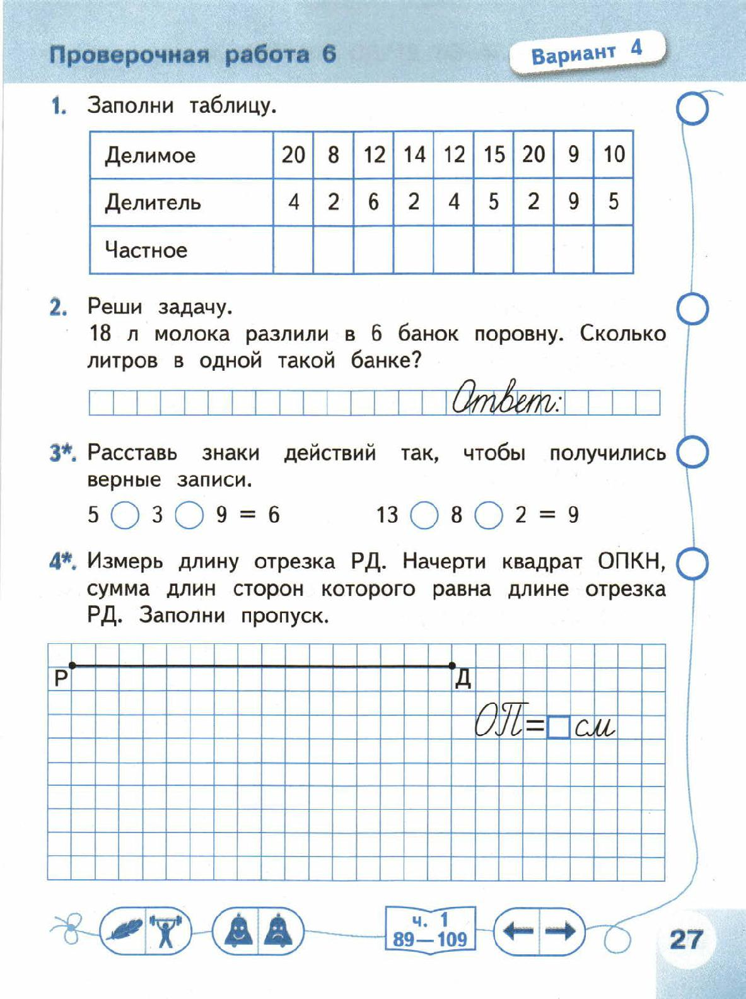 Проверочная работа 6
Вариант 4
1. Заполни таблицу.
Делимое 20 8 12 14 12 15 20 9 10
Делитель 4 2 6 2 4 5 2 9 5
Частное
2. Реши задачу.
18 л молока разлили в 6 банок поровну. Сколько
литров в одной такой банке?
Ответ:
3*. Расставь знаки действий так, чтобы получились
верные записи.
5 ○ 3 ○ 9 = 6 13 ○ 8 ○ 2 = 9
4*. Измерь длину отрезка РД. Начерти квадрат ОПКН,
сумма длин сторон которого равна длине отрезка
РД. Заполни пропуск.
Р Д
ОП=□ см
ч. 1
89—109
27